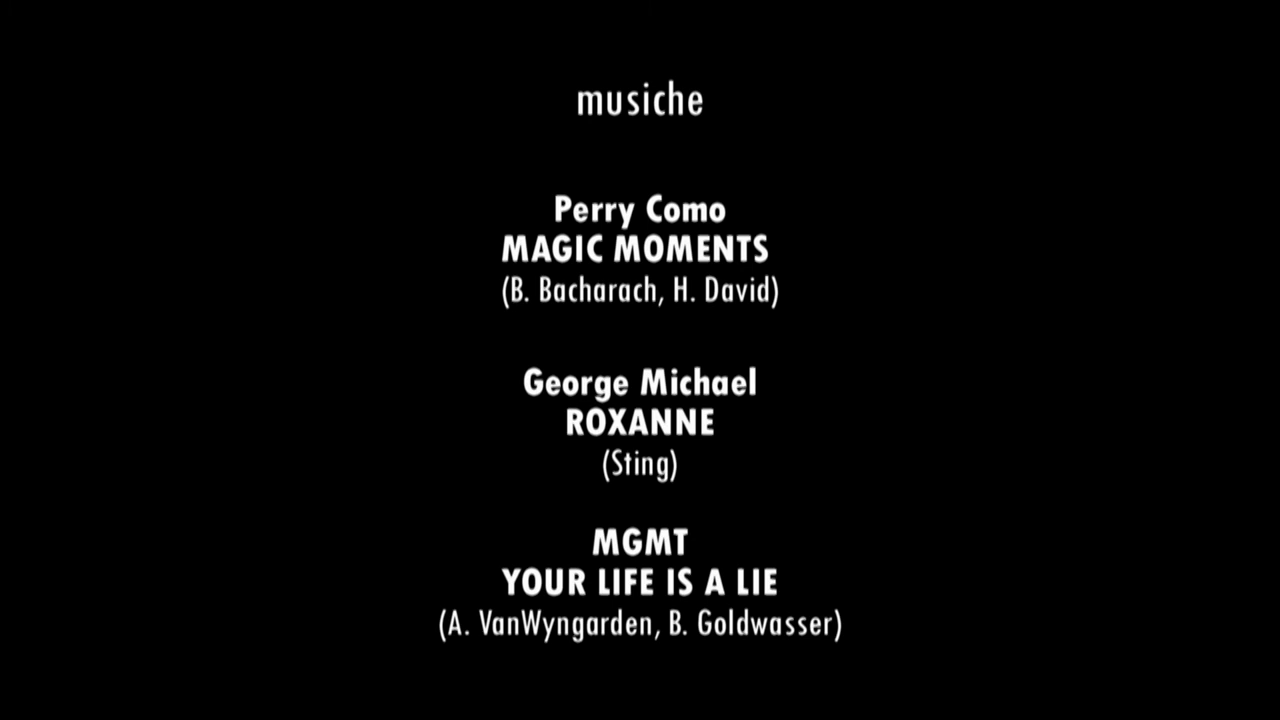 musiche
Perry Como
MAGIC MOMENTS
(B. Bacharach, H. David)
George Michael
ROXANNE
(Sting)
MGMT
YOUR LIFE IS A LIE
(A. VanWyngarden, B. Goldwasser)